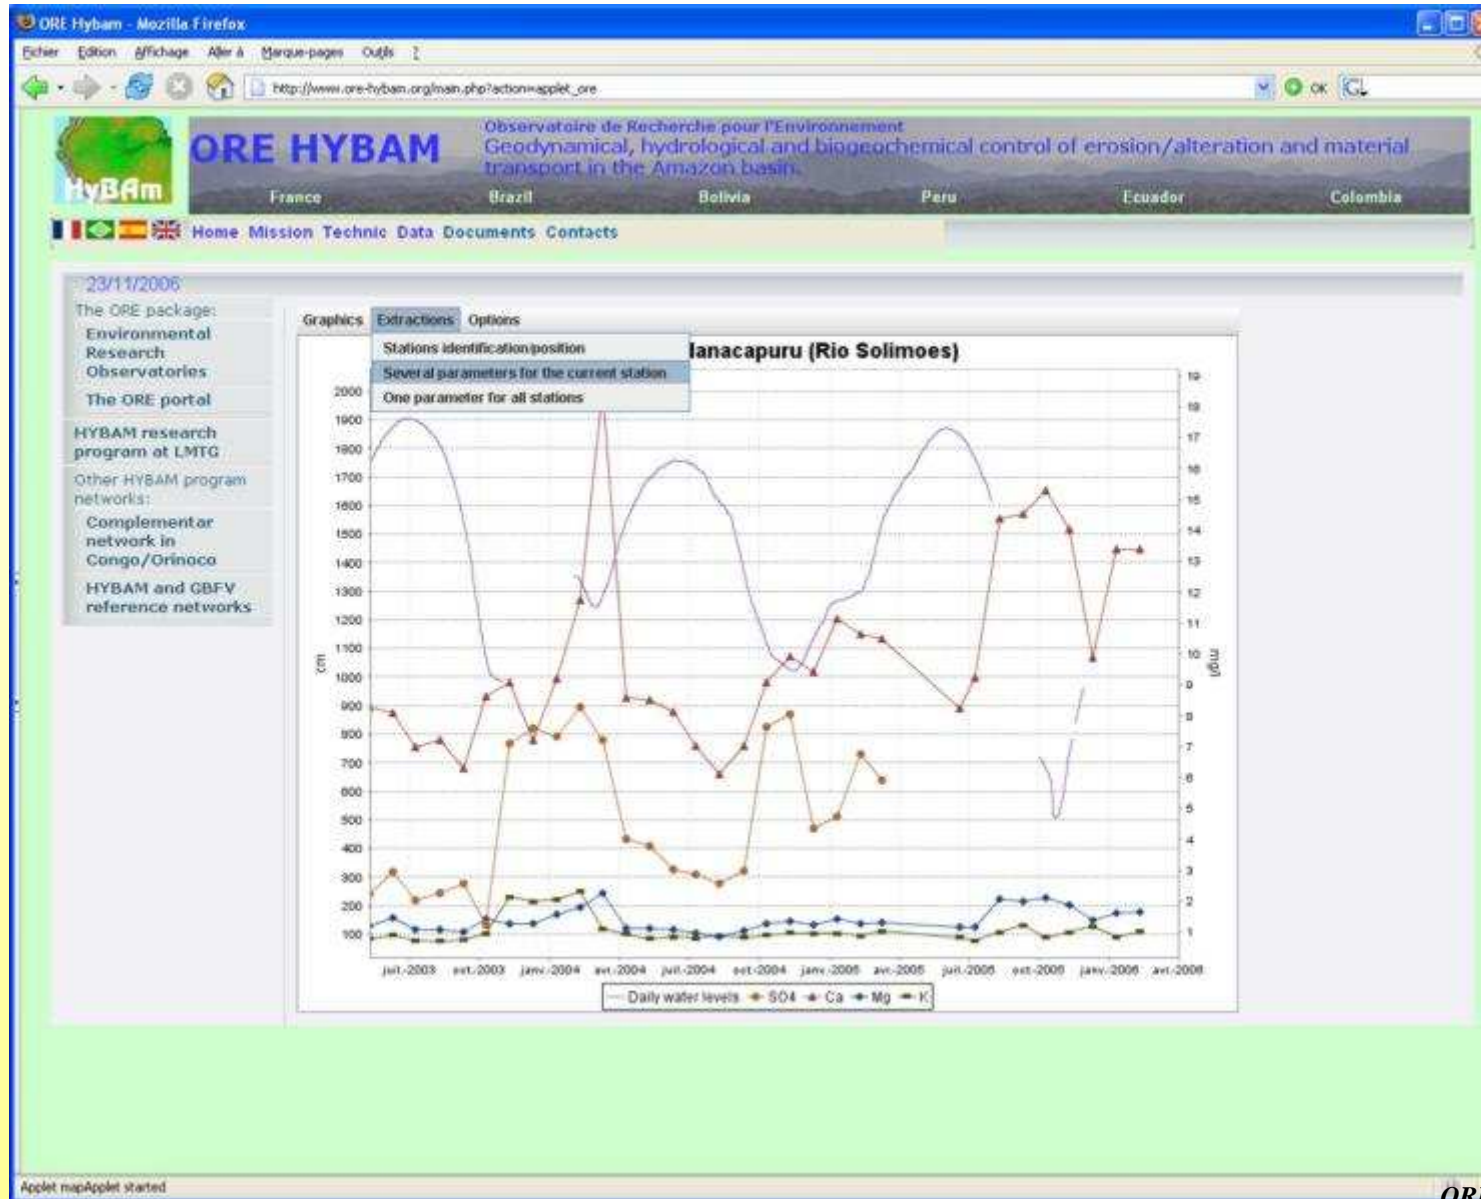 ORE Hybam - Mozilla Firefox
Fichier Edition Affichage Aller à Marque-pages Outils ?
http://www.ore-hybam.org/main.php?action=applet_ore
OK
HyBAm
ORE HYBAM
Observatoire de Recherche pour l'Environnement
Geodynamical, hydrological and biogeochemical control of erosion/alteration and material
transport in the Amazon basin.
France Brazil Bolivia Peru Ecuador Colombia
Home Mission Technic Data Documents Contacts
23/11/2006
The ORE package:
Environmental
Research
Observatories
The ORE portal
HYBAM research
program at LMTG
Other HYBAM program
networks:
Complementar
network in
Congo/Orinoco
HYBAM and GBFV
reference networks
Graphics Extractions Options
Stations identification/position
Several parameters for the current station
One parameter for all stations
lanacapuru (Rio Solimoes)
2000
1900
1800
1700
1600
1500
1400
1300
1200
1100
1000
900
800
700
600
500
400
300
200
100
cm
19
18
17
16
15
14
13
12
11
10
9
8
7
6
5
4
3
2
1
mg/l
juil.-2003 oct.-2003 janv.-2004 avr.-2004 juil.-2004 oct.-2004 janv.-2005 avr.-2005 juil.-2005 oct.-2005 janv.-2006 avr.-2006
Daily water levels SO4 Ca Mg K
Applet mapApplet started
OR